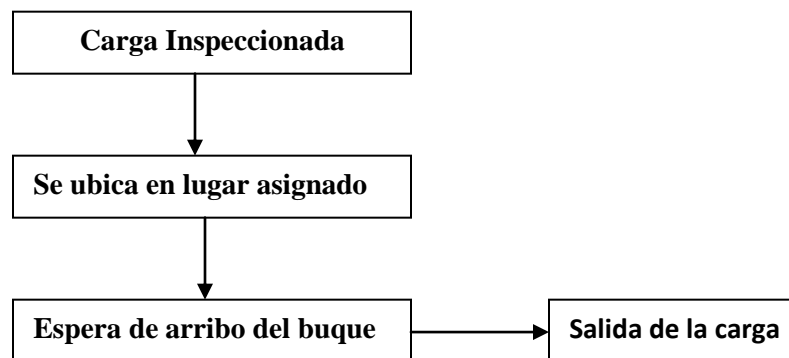 Carga Inspeccionada
Se ubica en lugar asignado
Espera de arribo del buque
Salida de la carga